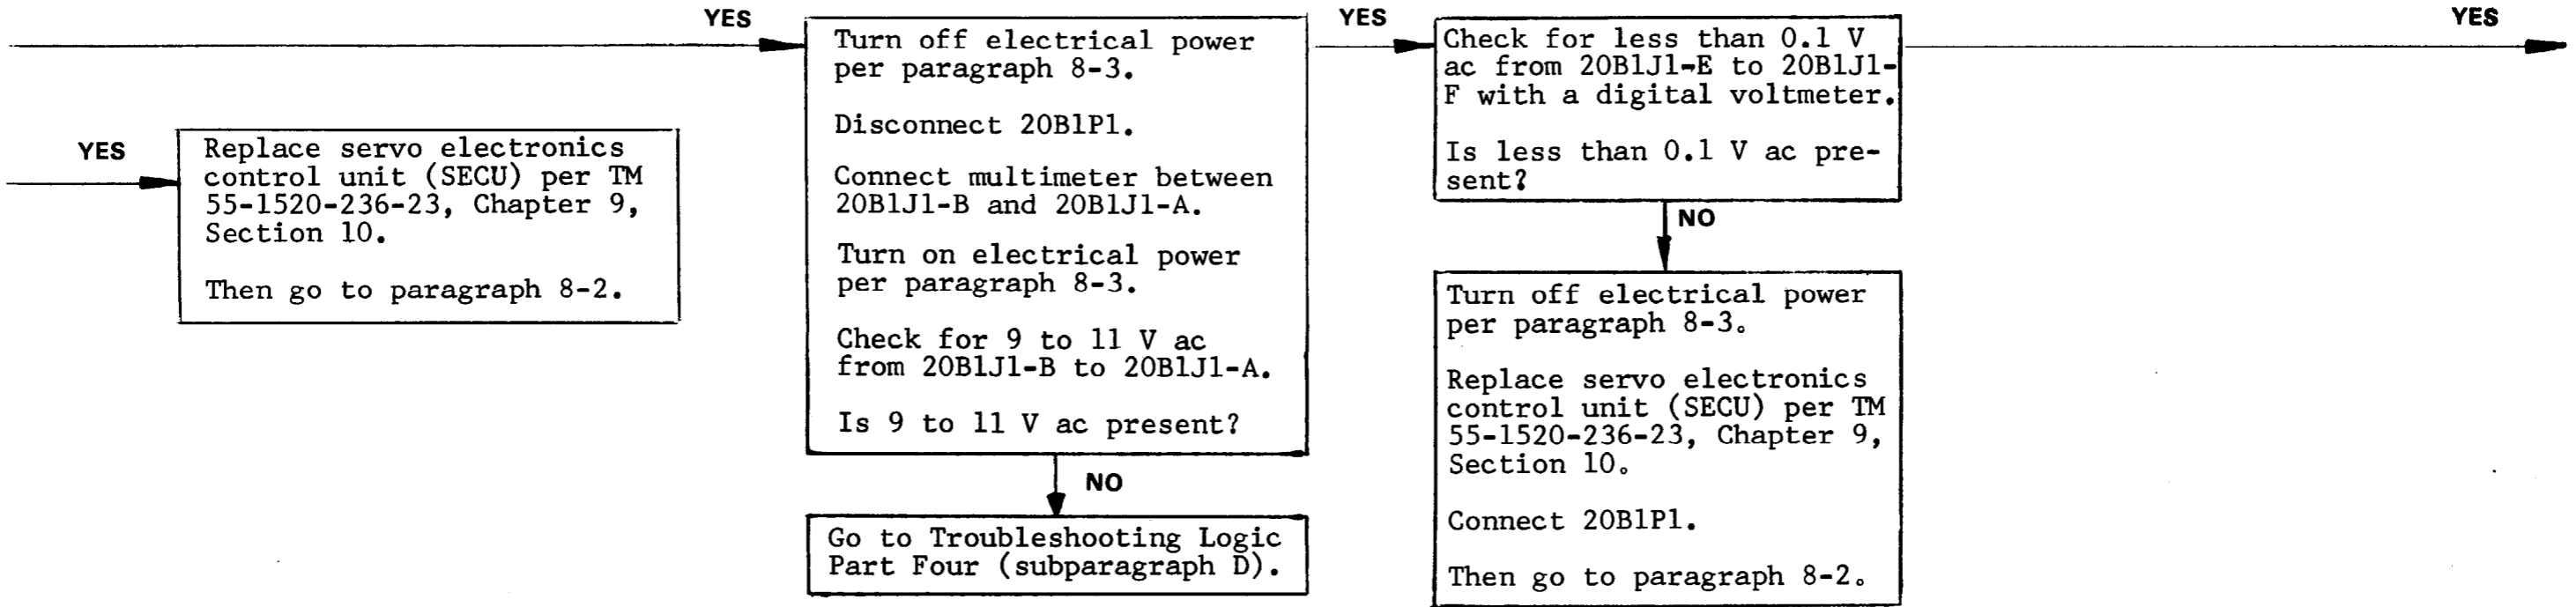 YES
YES
Replace servo electronics
control unit (SECU) per TM
55-1520-236-23, Chapter 9,
Section 10.
Then go to paragraph 8-2.
Turn off electrical power
per paragraph 8-3.
Disconnect 20B1P1.
Connect multimeter between
20B1J1-B and 20B1J1-A.
Turn on electrical power
per paragraph 8-3.
Check for 9 to 11 V ac
from 20B1J1-B to 20B1J1-A.
Is 9 to 11 V ac present?
NO
Go to Troubleshooting Logic
Part Four (subparagraph D).
YES
Check for less than 0.1 V
ac from 20B1J1-E to 20B1J1-
F with a digital voltmeter.
Is less than 0.1 V ac pre-
sent?
NO
Turn off electrical power
per paragraph 8-3.
Replace servo electronics
control unit (SECU) per TM
55-1520-236-23, Chapter 9,
Section 10.
Connect 20B1P1.
Then go to paragraph 8-2.
YES